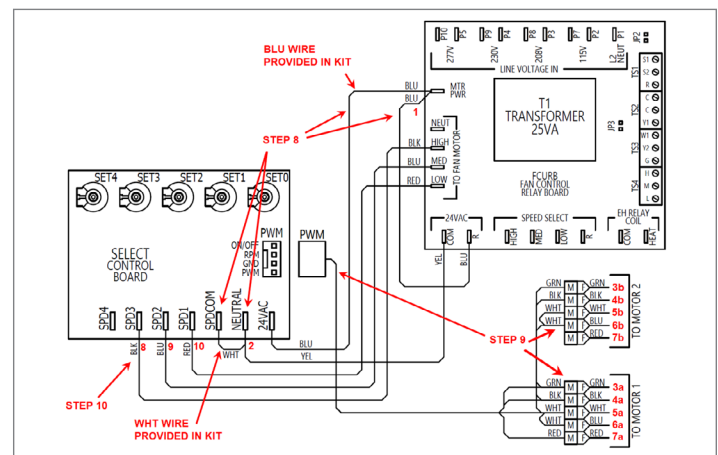 P10
P5
P9
P4
P8
P3
P7
P2
L2
P1
NEUT
JP2
277V
230V
208V
115V
LINE VOLTAGE IN
BLU WIRE
PROVIDED IN KIT
BLU
BLU
1
MTR
PWR
T1
TRANSFORMER
25VA
JP3
TS1
S1
S2
R
TS2
C
C
Y1
TS3
W1
Y2
G
TS4
H
M
L
STEP 8
NEUT
BLK
HIGH
BLU
MED
RED
LOW
TO FAN MOTOR
FCURB
FAN CONTROL
RELAY BOARD
24VAC
COM
R
SPEED SELECT
HIGH
MED
LOW
R
EH RELAY
COIL
COM
HEAT
YEL
BLU
SET4
SET3
SET2
SET1
SET0
SELECT
CONTROL
BOARD
PWM
ON/OFF
RPM
GND
PWM
PWM
SPD4
SPD3
SPD2
SPD1
SPDCOM
NEUTRAL
24VAC
BLK
8
BLU
9
RED
10
WHT
2
BLU
YEL
STEP 10
WHT WIRE
PROVIDED IN KIT
STEP 9
GRN M F GRN 3b
BLK M F BLK 4b
WHT M F WHT 5b
WHT M F BLU 6b
RED M F RED 7b
TO MOTOR 2
GRN M F GRN 3a
BLK M F BLK 4a
WHT M F WHT 5a
WHT M F BLU 6a
RED M F RED 7a
TO MOTOR 1